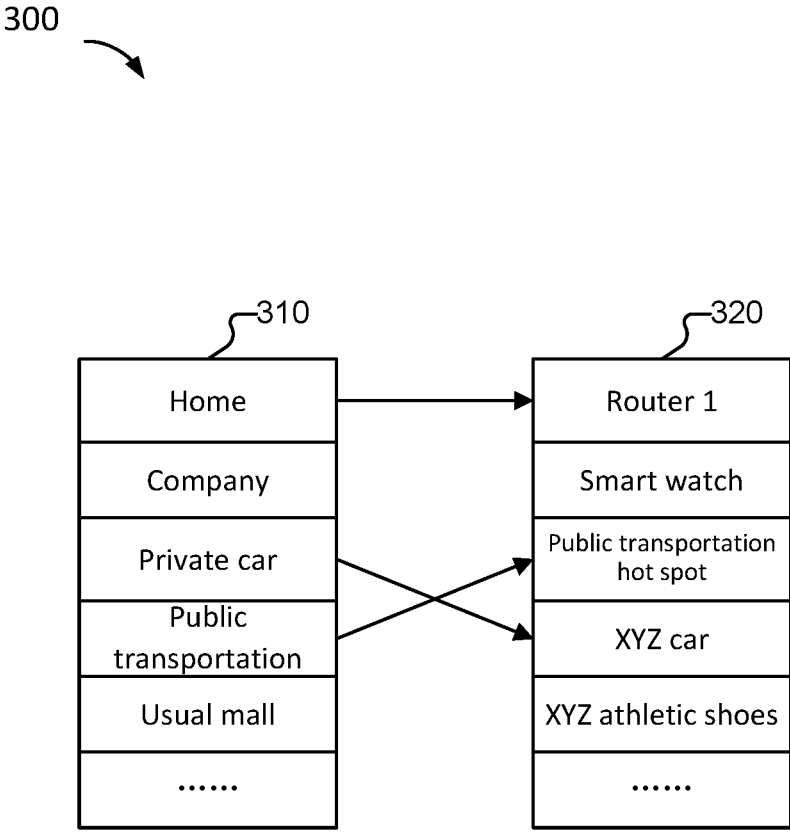 300
310
320
Home
Router 1
Company
Smart watch
Private car
Public transportation
hot spot
Public
transportation
XYZ car
Usual mall
XYZ athletic shoes
......
......